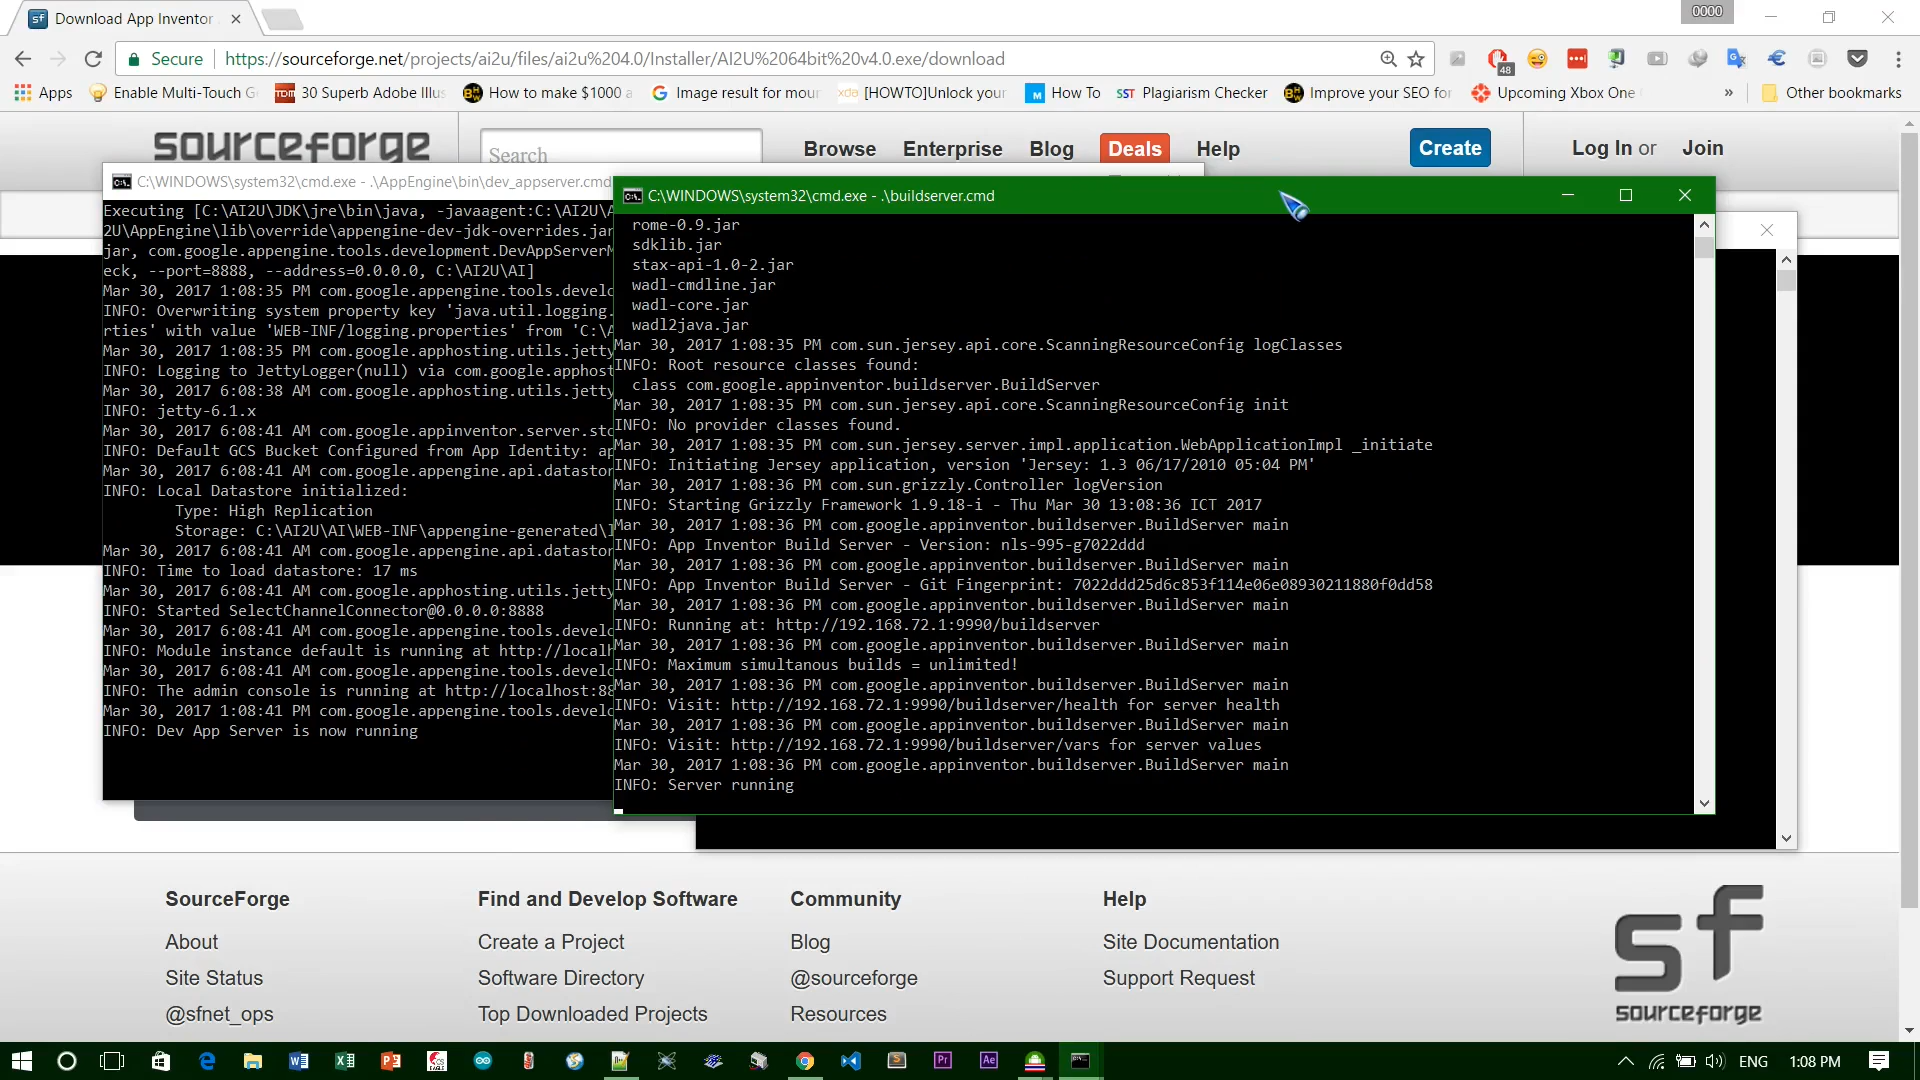 Download App Inventor
0000
Secure
https://sourceforge.net/projects/ai2u/files/ai2u%204.0/Installer/AI2U%2064bit%20v4.0.exe/download
48
Apps
Enable Multi-Touch G
30 Superb Adobe Illus
How to make $1000 a
Image result for mour
[HOWTO]Unlock your
How To
Plagiarism Checker
Improve your SEO for
Upcoming Xbox One
»
Other bookmarks
sourceforge
Search
Browse
Enterprise
Blog
Deals
Help
Create
Log In or
Join
C:\WINDOWS\system32\cmd.exe - .\AppEngine\bin\dev_appserver.cmd
Executing [C:\AI2U\JDK\jre\bin\java, -javaagent:C:\AI2U\A
2U\AppEngine\lib\override\appengine-dev-jdk-overrides.jar
jar, com.google.appengine.tools.development.DevAppServerM
eck, --port=8888, --address=0.0.0.0, C:\AI2U\AI]
Mar 30, 2017 1:08:35 PM com.google.appengine.tools.develo
INFO: Overwriting system property key 'java.util.logging.
rties' with value 'WEB-INF/logging.properties' from 'C:\A
Mar 30, 2017 1:08:35 PM com.google.apphosting.utils.jetty
INFO: Logging to JettyLogger(null) via com.google.apphost
Mar 30, 2017 6:08:38 AM com.google.apphosting.utils.jetty
INFO: jetty-6.1.x
Mar 30, 2017 6:08:41 AM com.google.appinventor.server.sto
INFO: Default GCS Bucket Configured from App Identity: ap
Mar 30, 2017 6:08:41 AM com.google.appengine.api.datastor
INFO: Local Datastore initialized:
Type: High Replication
Storage: C:\AI2U\AI\WEB-INF\appengine-generated\l
Mar 30, 2017 6:08:41 AM com.google.appengine.api.datastor
INFO: Time to load datastore: 17 ms
Mar 30, 2017 6:08:41 AM com.google.apphosting.utils.jetty
INFO: Started SelectChannelConnector@0.0.0.0:8888
Mar 30, 2017 6:08:41 AM com.google.appengine.tools.develo
INFO: Module instance default is running at http://localh
Mar 30, 2017 6:08:41 AM com.google.appengine.tools.develo
INFO: The admin console is running at http://localhost:88
Mar 30, 2017 1:08:41 PM com.google.appengine.tools.develo
INFO: Dev App Server is now running
C:\WINDOWS\system32\cmd.exe - .\buildserver.cmd
rome-0.9.jar
sdklib.jar
stax-api-1.0-2.jar
wadl-cmdline.jar
wadl-core.jar
wadl2java.jar
Mar 30, 2017 1:08:35 PM com.sun.jersey.api.core.ScanningResourceConfig logClasses
INFO: Root resource classes found:
class com.google.appinventor.buildserver.BuildServer
Mar 30, 2017 1:08:35 PM com.sun.jersey.api.core.ScanningResourceConfig init
INFO: No provider classes found.
Mar 30, 2017 1:08:35 PM com.sun.jersey.server.impl.application.WebApplicationImpl _initiate
INFO: Initiating Jersey application, version 'Jersey: 1.3 06/17/2010 05:04 PM'
Mar 30, 2017 1:08:36 PM com.sun.grizzly.Controller logVersion
INFO: Starting Grizzly Framework 1.9.18-i - Thu Mar 30 13:08:36 ICT 2017
Mar 30, 2017 1:08:36 PM com.google.appinventor.buildserver.BuildServer main
INFO: App Inventor Build Server - Version: nls-995-g7022ddd
Mar 30, 2017 1:08:36 PM com.google.appinventor.buildserver.BuildServer main
INFO: App Inventor Build Server - Git Fingerprint: 7022ddd25d6c853f114e06e08930211880f0dd58
Mar 30, 2017 1:08:36 PM com.google.appinventor.buildserver.BuildServer main
INFO: Running at: http://192.168.72.1:9990/buildserver
Mar 30, 2017 1:08:36 PM com.google.appinventor.buildserver.BuildServer main
INFO: Maximum simultanous builds = unlimited!
Mar 30, 2017 1:08:36 PM com.google.appinventor.buildserver.BuildServer main
INFO: Visit: http://192.168.72.1:9990/buildserver/health for server health
Mar 30, 2017 1:08:36 PM com.google.appinventor.buildserver.BuildServer main
INFO: Visit: http://192.168.72.1:9990/buildserver/vars for server values
Mar 30, 2017 1:08:36 PM com.google.appinventor.buildserver.BuildServer main
INFO: Server running
SourceForge
About
Site Status
@sfnet_ops
Find and Develop Software
Create a Project
Software Directory
Top Downloaded Projects
Community
Blog
@sourceforge
Resources
Help
Site Documentation
Support Request
sf
sourceforge
ENG
1:08 PM